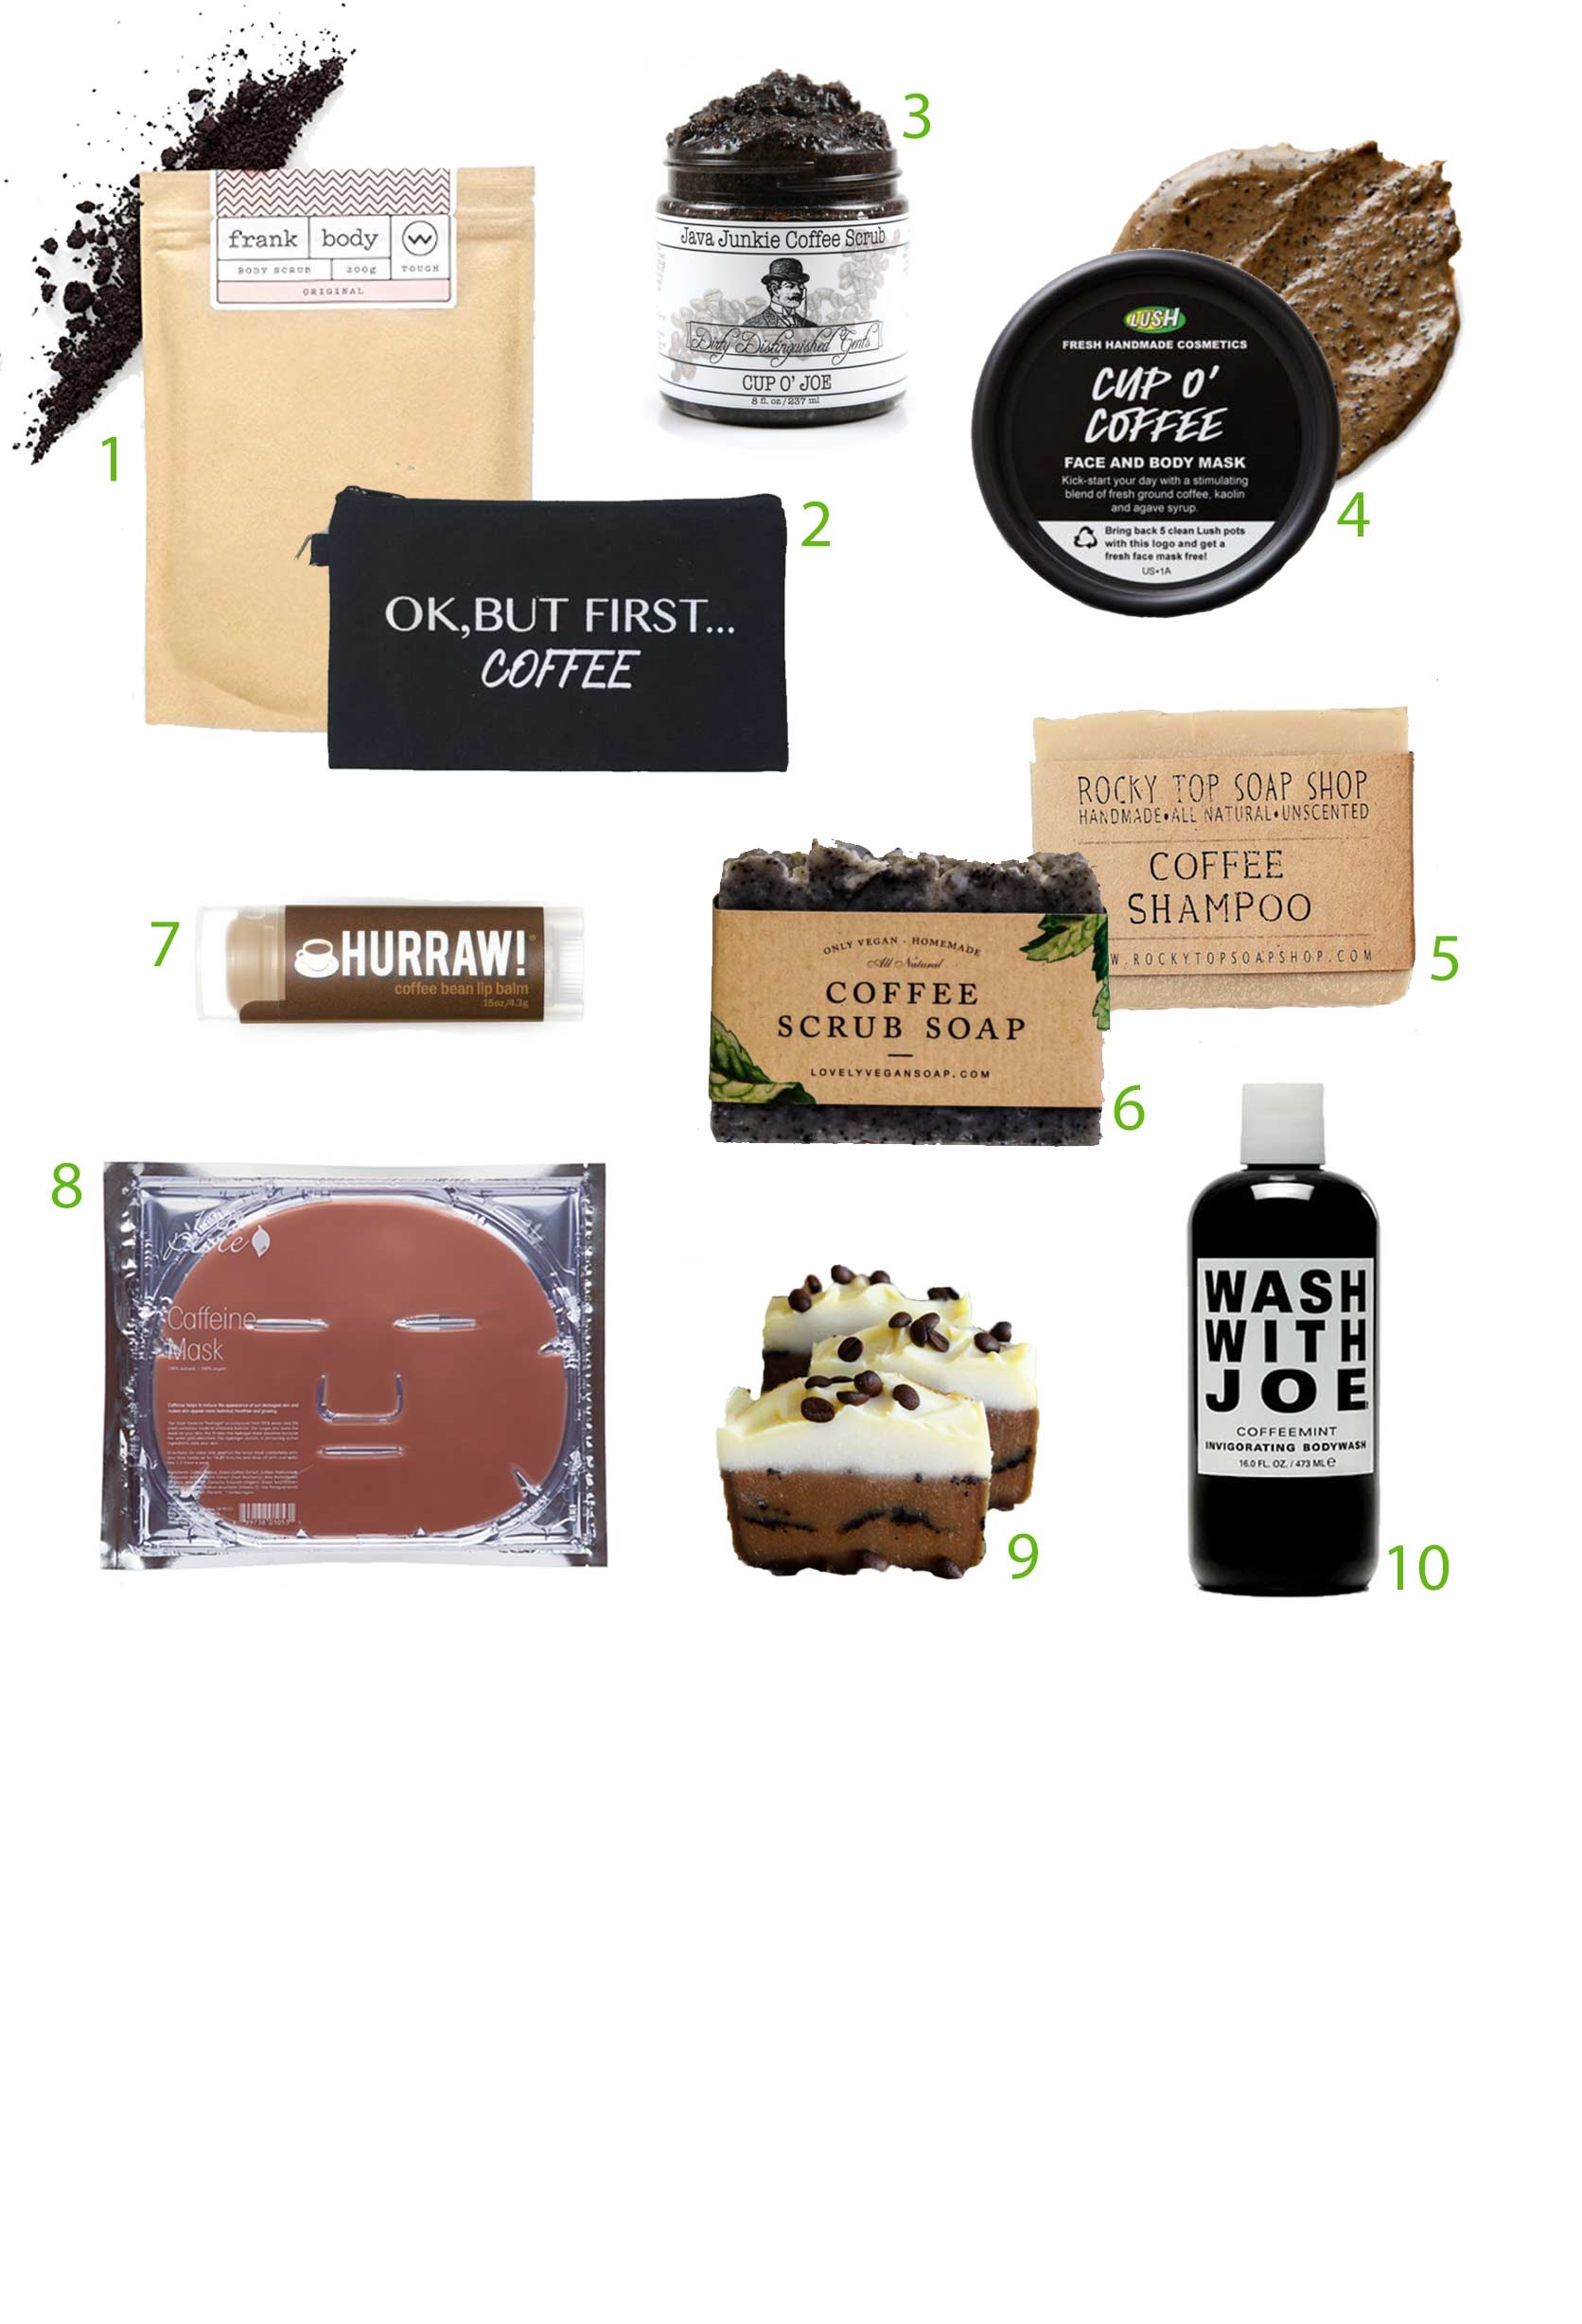 1
frank body
BODY SCRUB 200g TOUGH
ORIGINAL
2
OK,BUT FIRST...
COFFEE
3
Java Junkie Coffee Scrub
Dirty Distinguished Gents
CUP O' JOE
8 fl. oz / 237 ml
4
LUSH
FRESH HANDMADE COSMETICS
CUP O'
COFFEE
FACE AND BODY MASK
Kick-start your day with a stimulating
blend of fresh ground coffee, kaolin
and agave syrup.
Bring back 5 clean Lush pots
with this logo and get a
fresh face mask free!
US•1A
5
ROCKY TOP SOAP SHOP
HANDMADE•ALL NATURAL•UNSCENTED
COFFEE
SHAMPOO
W.ROCKYTOPSOAPSHOP.COM
6
ONLY VEGAN - HOMEMADE
All Natural
COFFEE
SCRUB SOAP
LOVELYVEGANSOAP.COM
7
HURRAW!
coffee bean lip balm
.15oz/4.3g
8
Caffeine
Mask
9
10
WASH
WITH
JOE
COFFEEMINT
INVIGORATING BODYWASH
16.0 FL. OZ. / 473 ML ℮